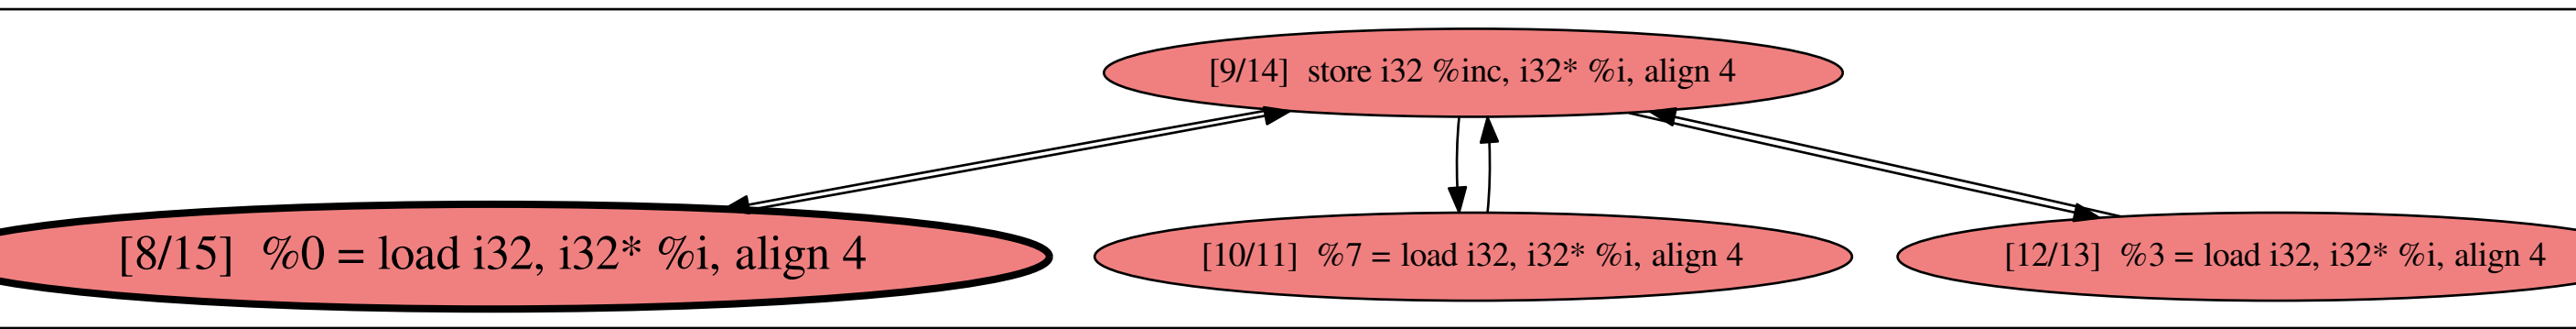 [9/14]  store i32 %inc, i32* %i, align 4
[8/15]  %0 = load i32, i32* %i, align 4
[10/11]  %7 = load i32, i32* %i, align 4
[12/13]  %3 = load i32, i32* %i, align 4